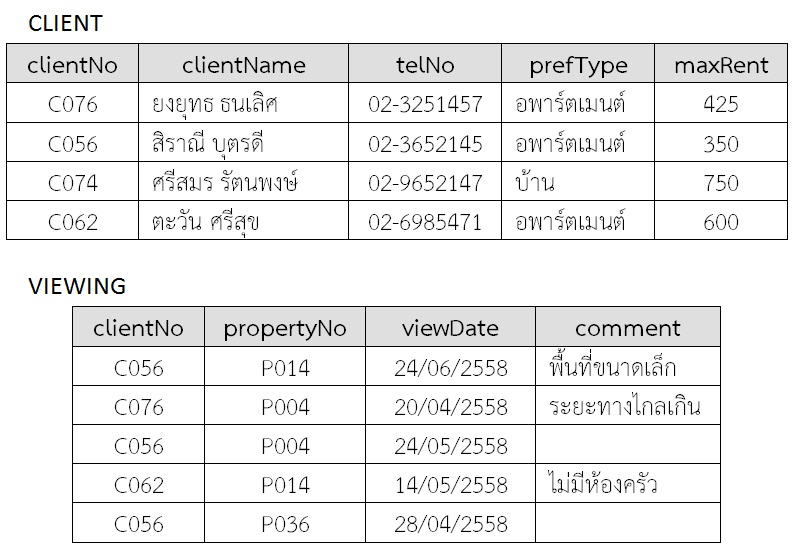 CLIENT
clientNo clientName telNo prefType maxRent
C076 ยงยุทธ ธนเลิศ 02-3251457 อพาร์ตเมนต์ 425
C056 สิราณี บุตรดี 02-3652145 อพาร์ตเมนต์ 350
C074 ศรีสมร รัตนพงษ์ 02-9652147 บ้าน 750
C062 ตะวัน ศรีสุข 02-6985471 อพาร์ตเมนต์ 600
VIEWING
clientNo propertyNo viewDate comment
C056 P014 24/06/2558 พื้นที่ขนาดเล็ก
C076 P004 20/04/2558 ระยะทางไกลเกิน
C056 P004 24/05/2558
C062 P014 14/05/2558 ไม่มีห้องครัว
C056 P036 28/04/2558